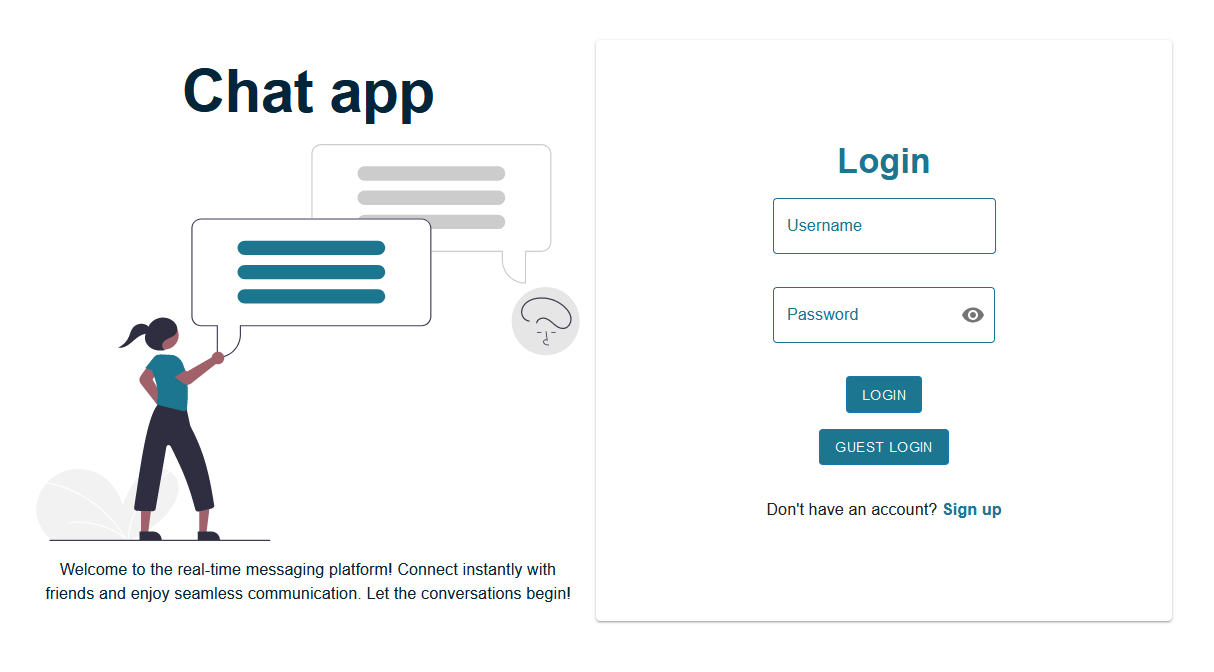 Chat app
Welcome to the real-time messaging platform! Connect instantly with
friends and enjoy seamless communication. Let the conversations begin!
Login
Username
Password
LOGIN
GUEST LOGIN
Don't have an account? Sign up